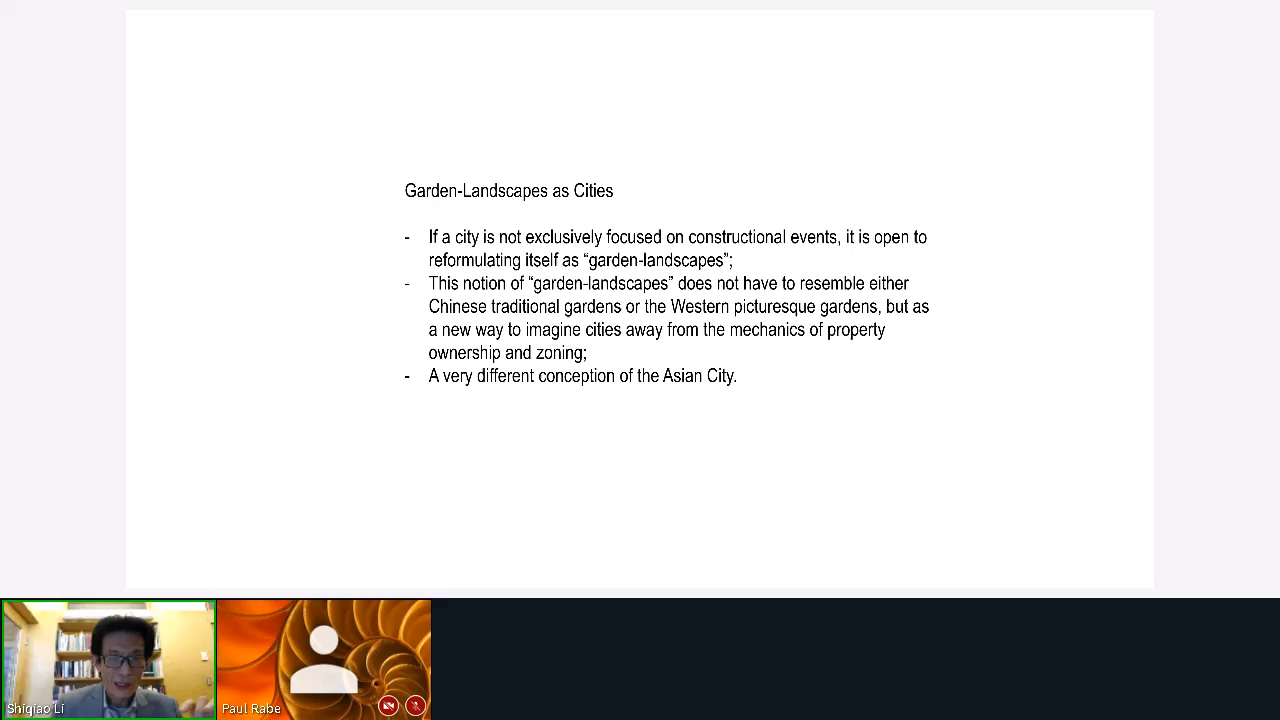 Garden-Landscapes as Cities
- If a city is not exclusively focused on constructional events, it is open to
reformulating itself as “garden-landscapes”;
- This notion of “garden-landscapes” does not have to resemble either
Chinese traditional gardens or the Western picturesque gardens, but as
a new way to imagine cities away from the mechanics of property
ownership and zoning;
- A very different conception of the Asian City.
Shiqiao Li
Paul Rabe